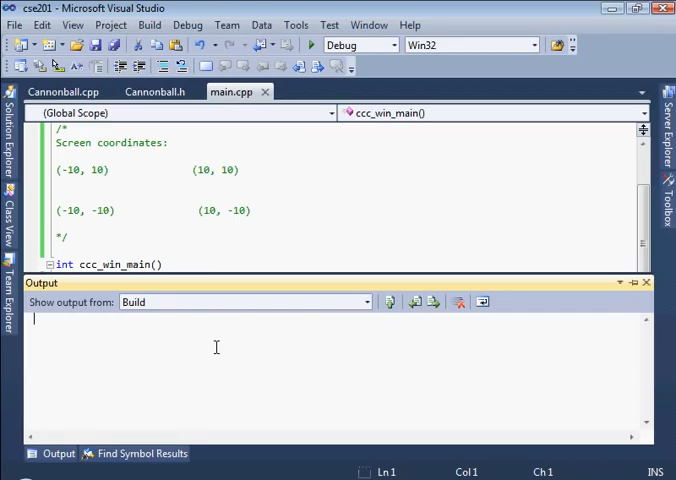 cse201 - Microsoft Visual Studio
File Edit View Project Build Debug Team Data Tools Test Window Help
Debug Win32
Cannonball.cpp Cannonball.h main.cpp
(Global Scope) ccc_win_main()
/*
Screen coordinates:
(-10, 10) (10, 10)
(-10, -10) (10, -10)
*/
int ccc_win_main()
Output
Show output from: Build
Output Find Symbol Results
Ln 1 Col 1 Ch 1 INS
Solution Explorer
Class View
Team Explorer
Server Explorer
Toolbox